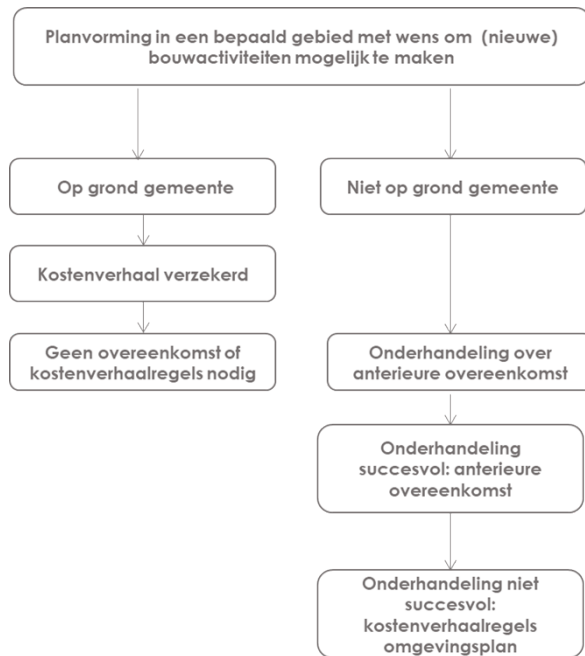 Planvorming in een bepaald gebied met wens om (nieuwe)
bouwactiviteiten mogelijk te maken
Op grond gemeente
Niet op grond gemeente
Kostenverhaal verzekerd
Geen overeenkomst of
kostenverhaalregels nodig
Onderhandeling over
anterieure overeenkomst
Onderhandeling
succesvol: anterieure
overeenkomst
Onderhandeling niet
succesvol:
kostenverhaalregels
omgevingsplan